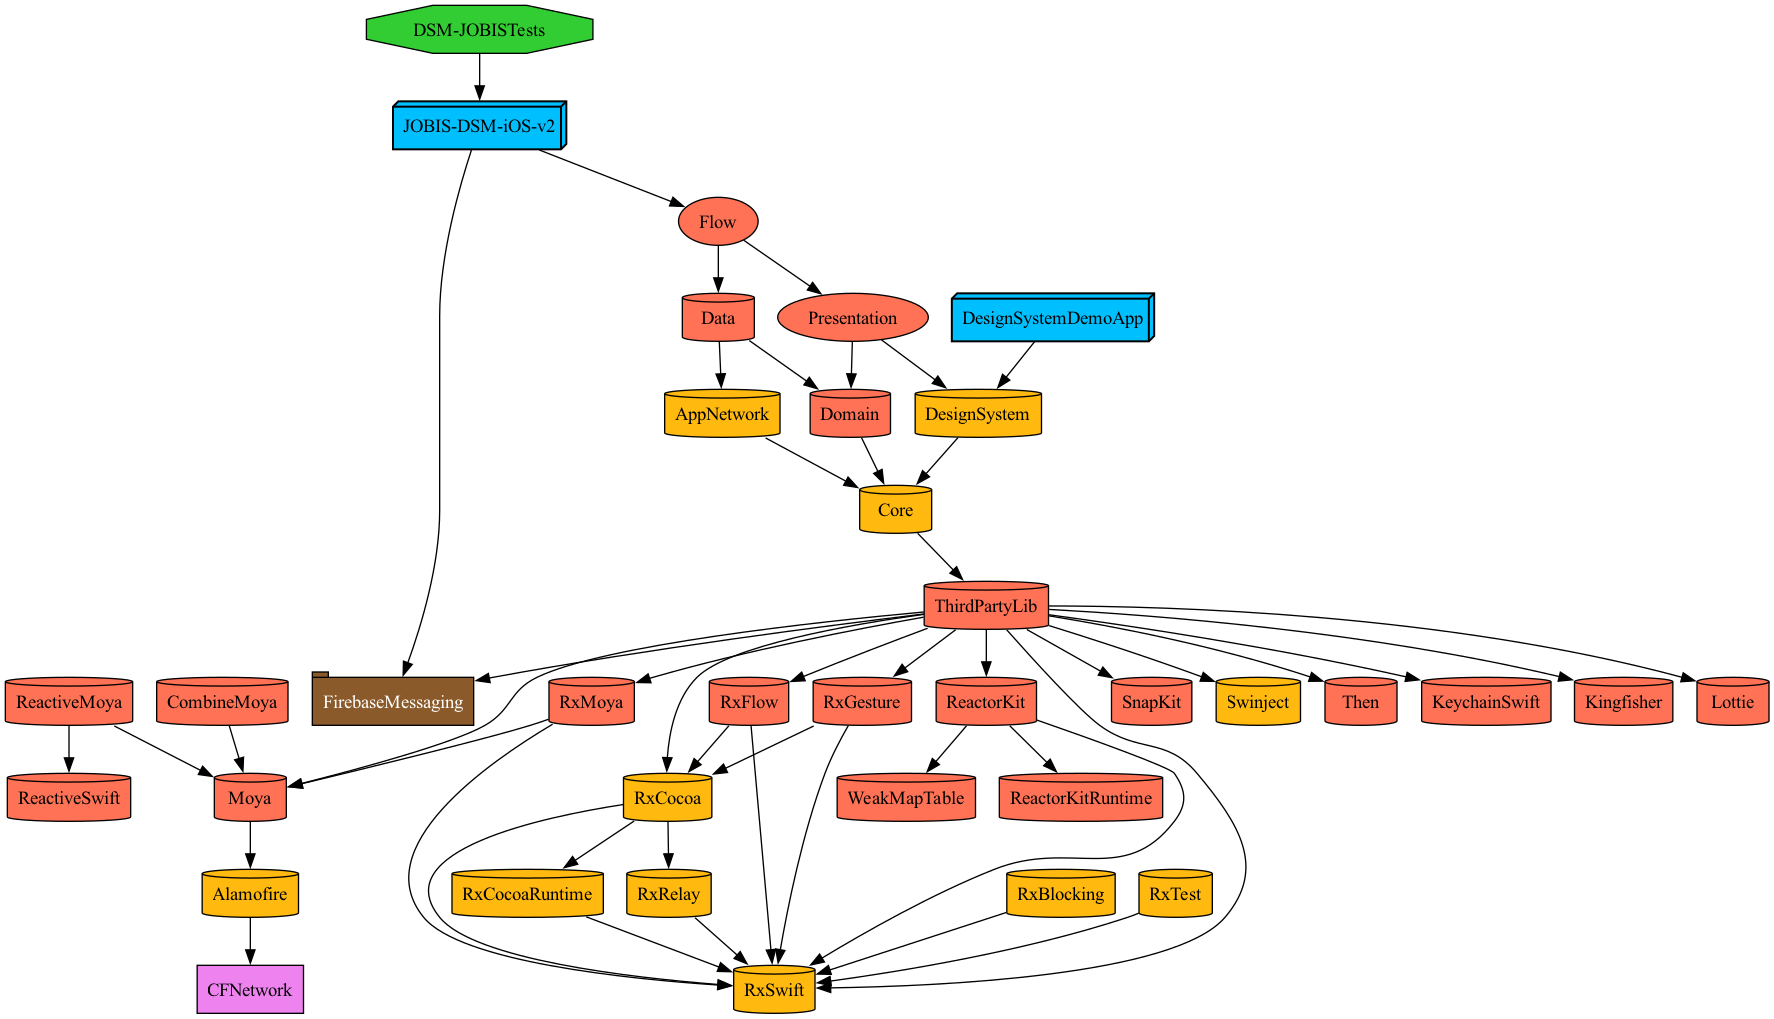 DSM-JOBISTests
JOBIS-DSM-iOS-v2
Flow
Data
Presentation
DesignSystemDemoApp
AppNetwork
Domain
DesignSystem
Core
ThirdPartyLib
ReactiveMoya
CombineMoya
FirebaseMessaging
RxMoya
RxFlow
RxGesture
ReactorKit
SnapKit
Swinject
Then
KeychainSwift
Kingfisher
Lottie
ReactiveSwift
Moya
RxCocoa
WeakMapTable
ReactorKitRuntime
Alamofire
RxCocoaRuntime
RxRelay
RxBlocking
RxTest
CFNetwork
RxSwift